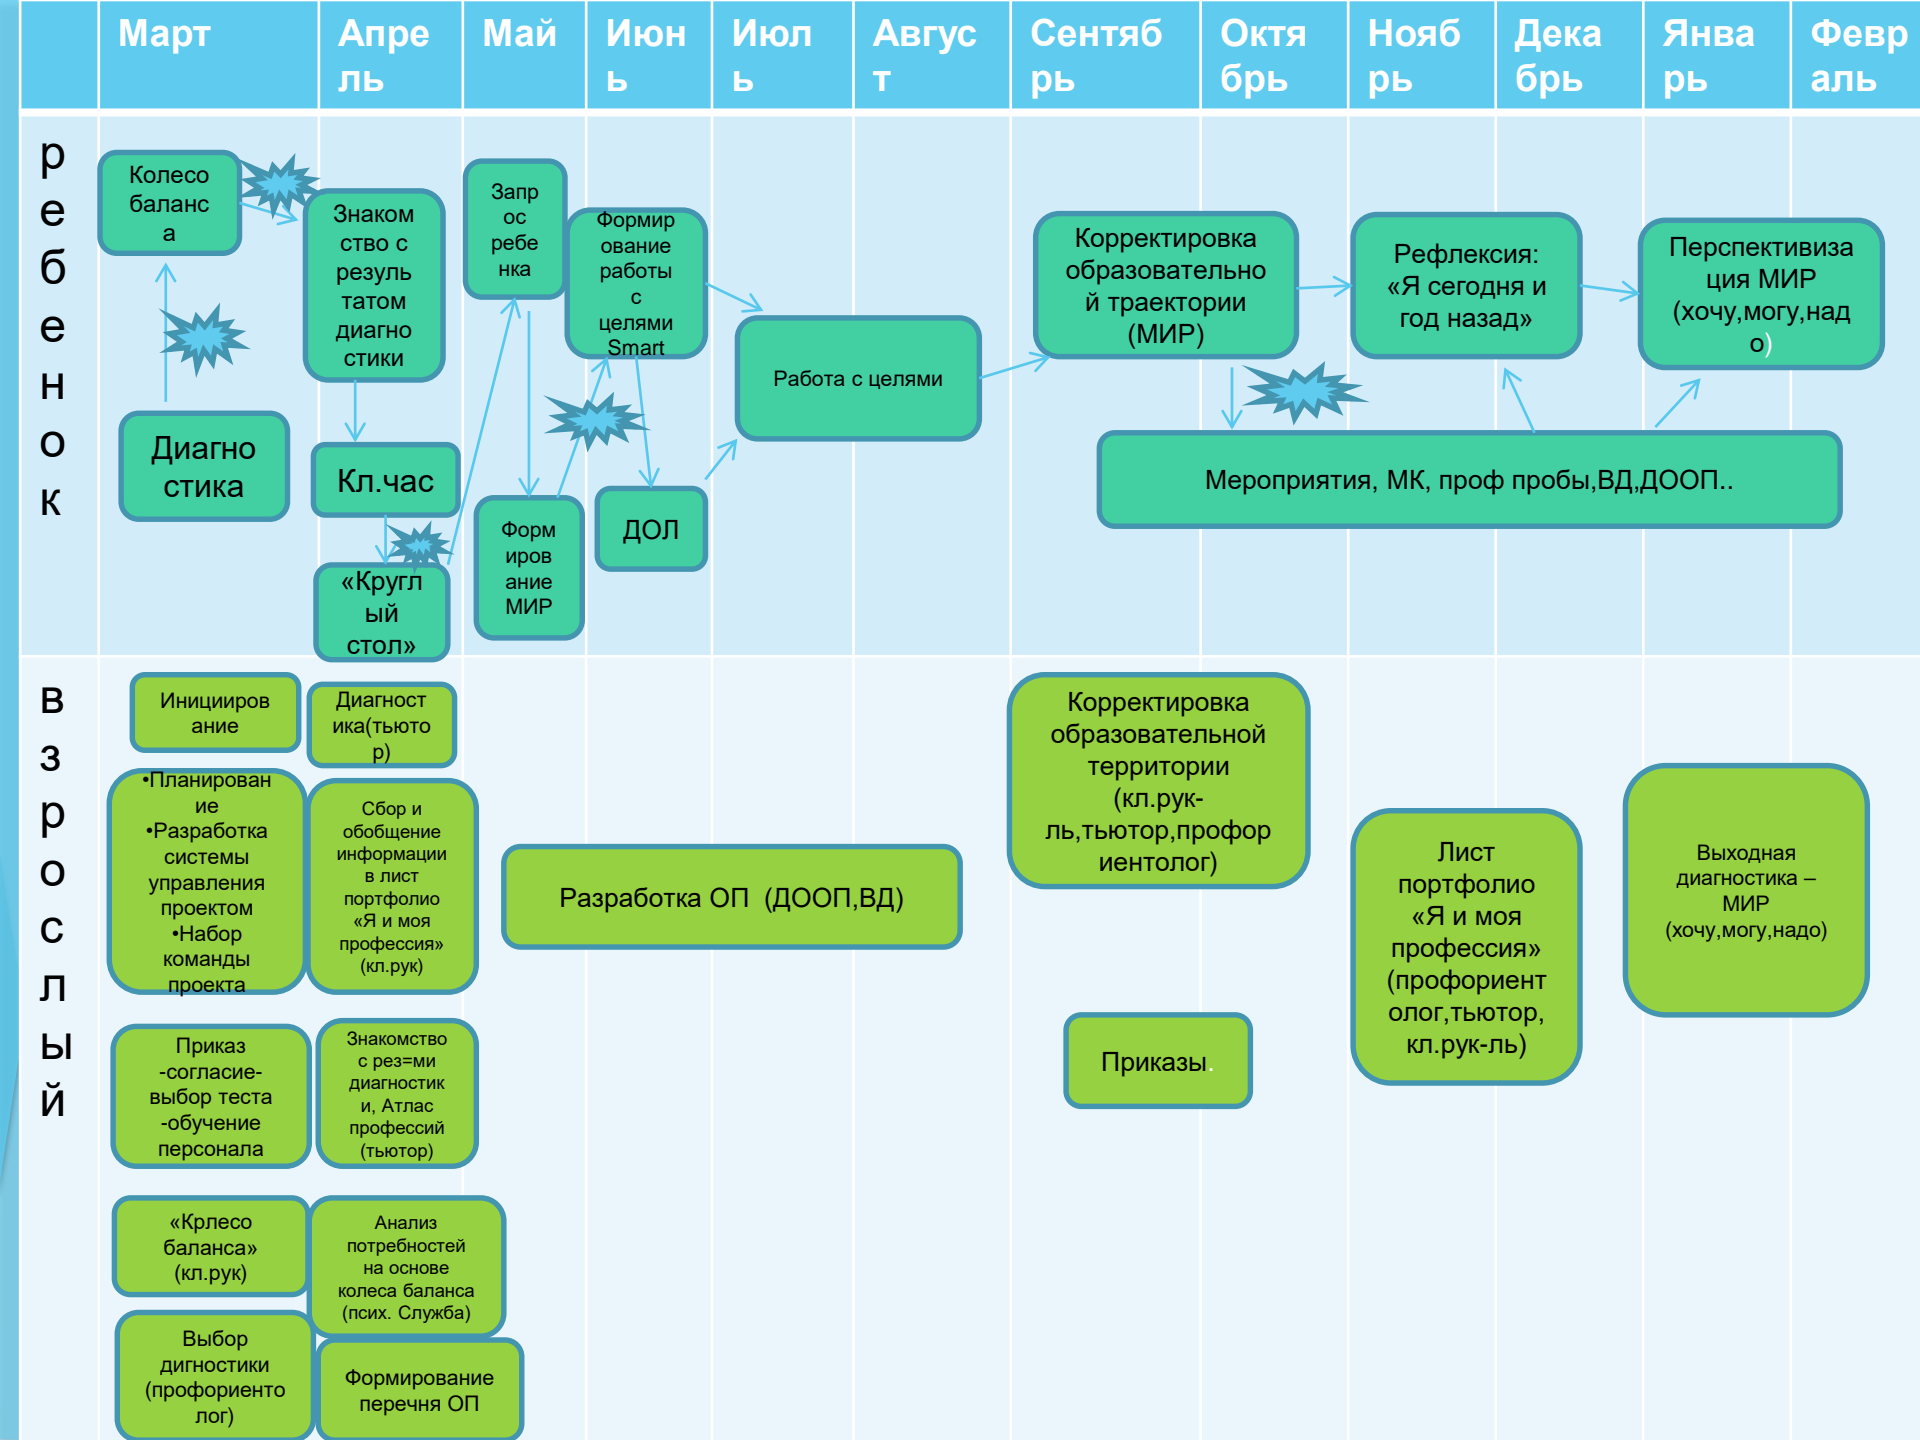 Март
Апре
ль
Май
Июн
ь
Июл
ь
Авгус
т
Сентяб
рь
Октя
брь
Нояб
рь
Дека
брь
Янва
рь
Февр
аль
р
е
б
е
н
о
к
Колесо
баланс
а
Диагно
стика
Знаком
ство с
резуль
татом
диагно
стики
Кл.час
«Кругл
ый
стол»
Запр
ос
ребе
нка
Форм
иров
ание
МИР
Формир
ование
работы
с
целями
Smart
ДОЛ
Работа с целями
Корректировка
образовательно
й траектории
(МИР)
Рефлексия:
«Я сегодня и
год назад»
Перспективиза
ция МИР
(хочу,могу,над
о)
Мероприятия, МК, проф пробы,ВД,ДООП..
в
з
р
о
с
л
ы
й
Иницииров
ание
•Планирован
ие
•Разработка
системы
управления
проектом
•Набор
команды
проекта
Приказ
-согласие-
выбор теста
-обучение
персонала
«Крлесо
баланса»
(кл.рук)
Выбор
дигностики
(профориенто
лог)
Диагност
ика(тьюто
р)
Сбор и
обобщение
информации
в лист
портфолио
«Я и моя
профессия»
(кл.рук)
Знакомство
с рез=ми
диагностик
и, Атлас
профессий
(тьютор)
Анализ
потребностей
на основе
колеса баланса
(псих. Служба)
Формирование
перечня ОП
Разработка ОП  (ДООП,ВД)
Корректировка
образовательной
территории
(кл.рук-
ль,тьютор,профор
иентолог)
Приказы.
Лист
портфолио
«Я и моя
профессия»
(профориент
олог,тьютор,
кл.рук-ль)
Выходная
диагностика –
МИР
(хочу,могу,надо)